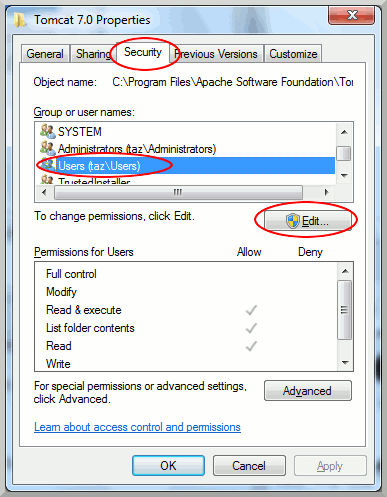 Tomcat 7.0 Properties
General Sharing Security Previous Versions Customize
Object name: C:\Program Files\Apache Software Foundation\Tom
Group or user names:
SYSTEM
Administrators (taz\Administrators)
Users (taz\Users)
TrustedInstaller
To change permissions, click Edit.
Edit...
Permissions for Users Allow Deny
Full control
Modify
Read & execute
List folder contents
Read
Write
For special permissions or advanced settings,
click Advanced.
Advanced
Learn about access control and permissions
OK Cancel Apply